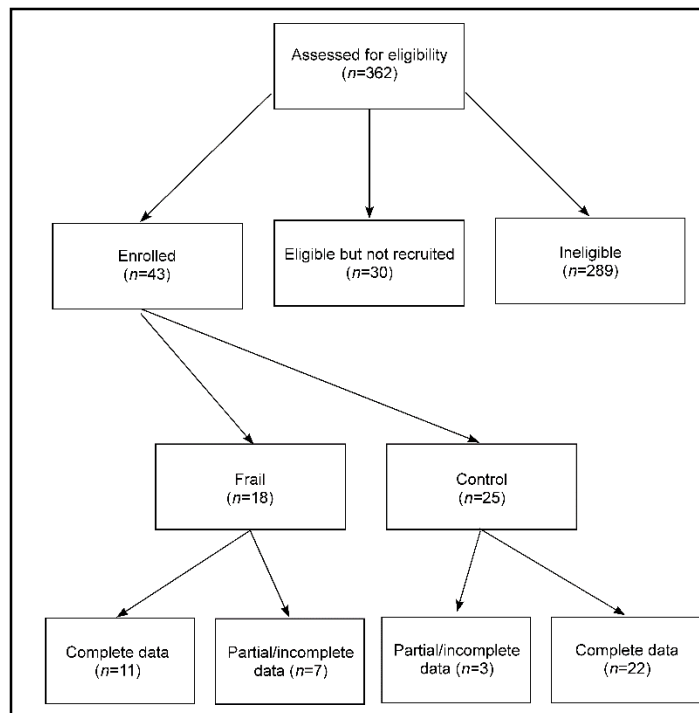 Assessed for eligibility
(n=362)
Enrolled
(n=43)
Eligible but not recruited
(n=30)
Ineligible
(n=289)
Frail
(n=18)
Control
(n=25)
Complete data
(n=11)
Partial/incomplete
data (n=7)
Partial/incomplete
data (n=3)
Complete data
(n=22)